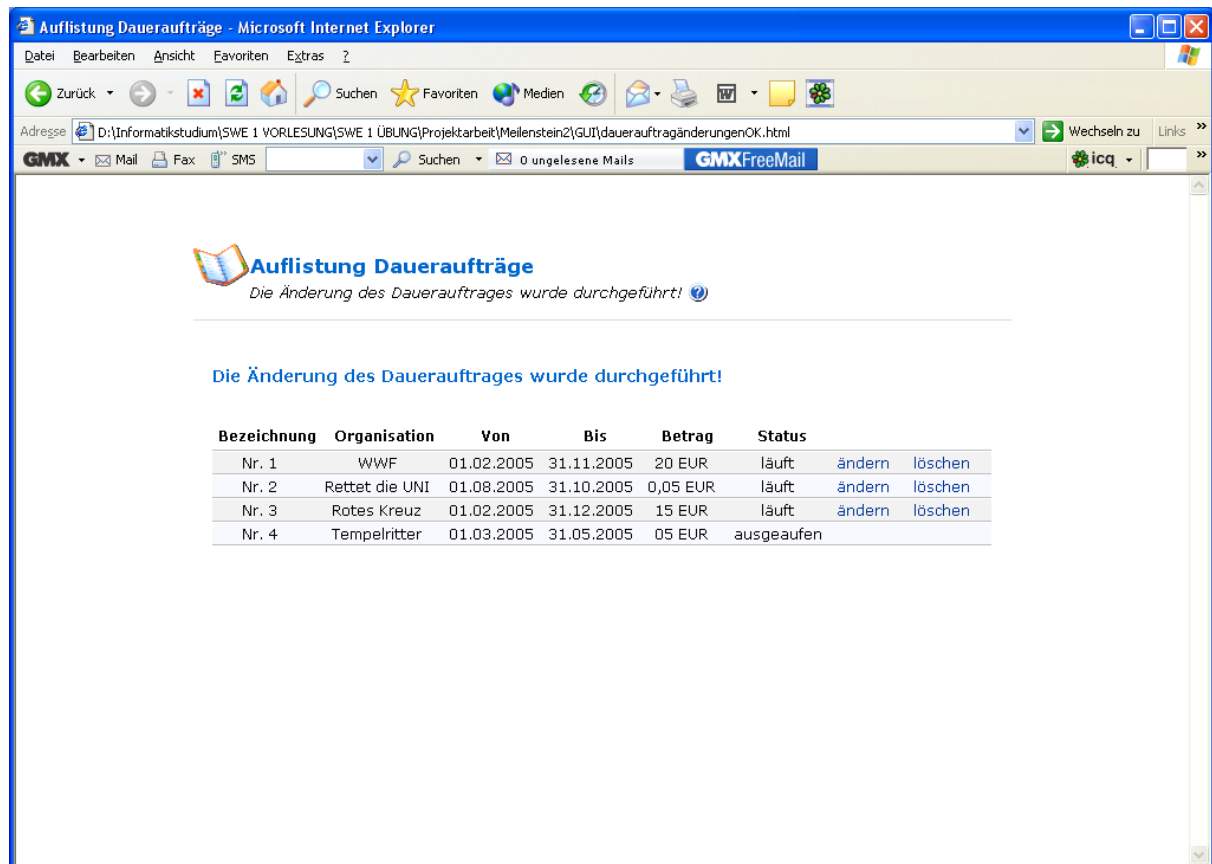 Auflistung Daueraufträge - Microsoft Internet Explorer
Datei Bearbeiten Ansicht Favoriten Extras ?
Zurück Suchen Favoriten Medien
Adresse D:\Informatikstudium\SWE 1 VORLESUNG\SWE 1 ÜBUNG\Projektarbeit\Meilenstein2\GUI\dauerauftragänderungenOK.html Wechseln zu Links »
GMX Mail Fax SMS Suchen 0 ungelesene Mails GMXFreeMail icq »
Auflistung Daueraufträge
Die Änderung des Dauerauftrages wurde durchgeführt! ?
Die Änderung des Dauerauftrages wurde durchgeführt!
Bezeichnung Organisation Von Bis Betrag Status
Nr. 1 WWF 01.02.2005 31.11.2005 20 EUR läuft ändern löschen
Nr. 2 Rettet die UNI 01.08.2005 31.10.2005 0,05 EUR läuft ändern löschen
Nr. 3 Rotes Kreuz 01.02.2005 31.12.2005 15 EUR läuft ändern löschen
Nr. 4 Tempelritter 01.03.2005 31.05.2005 05 EUR ausgeaufen